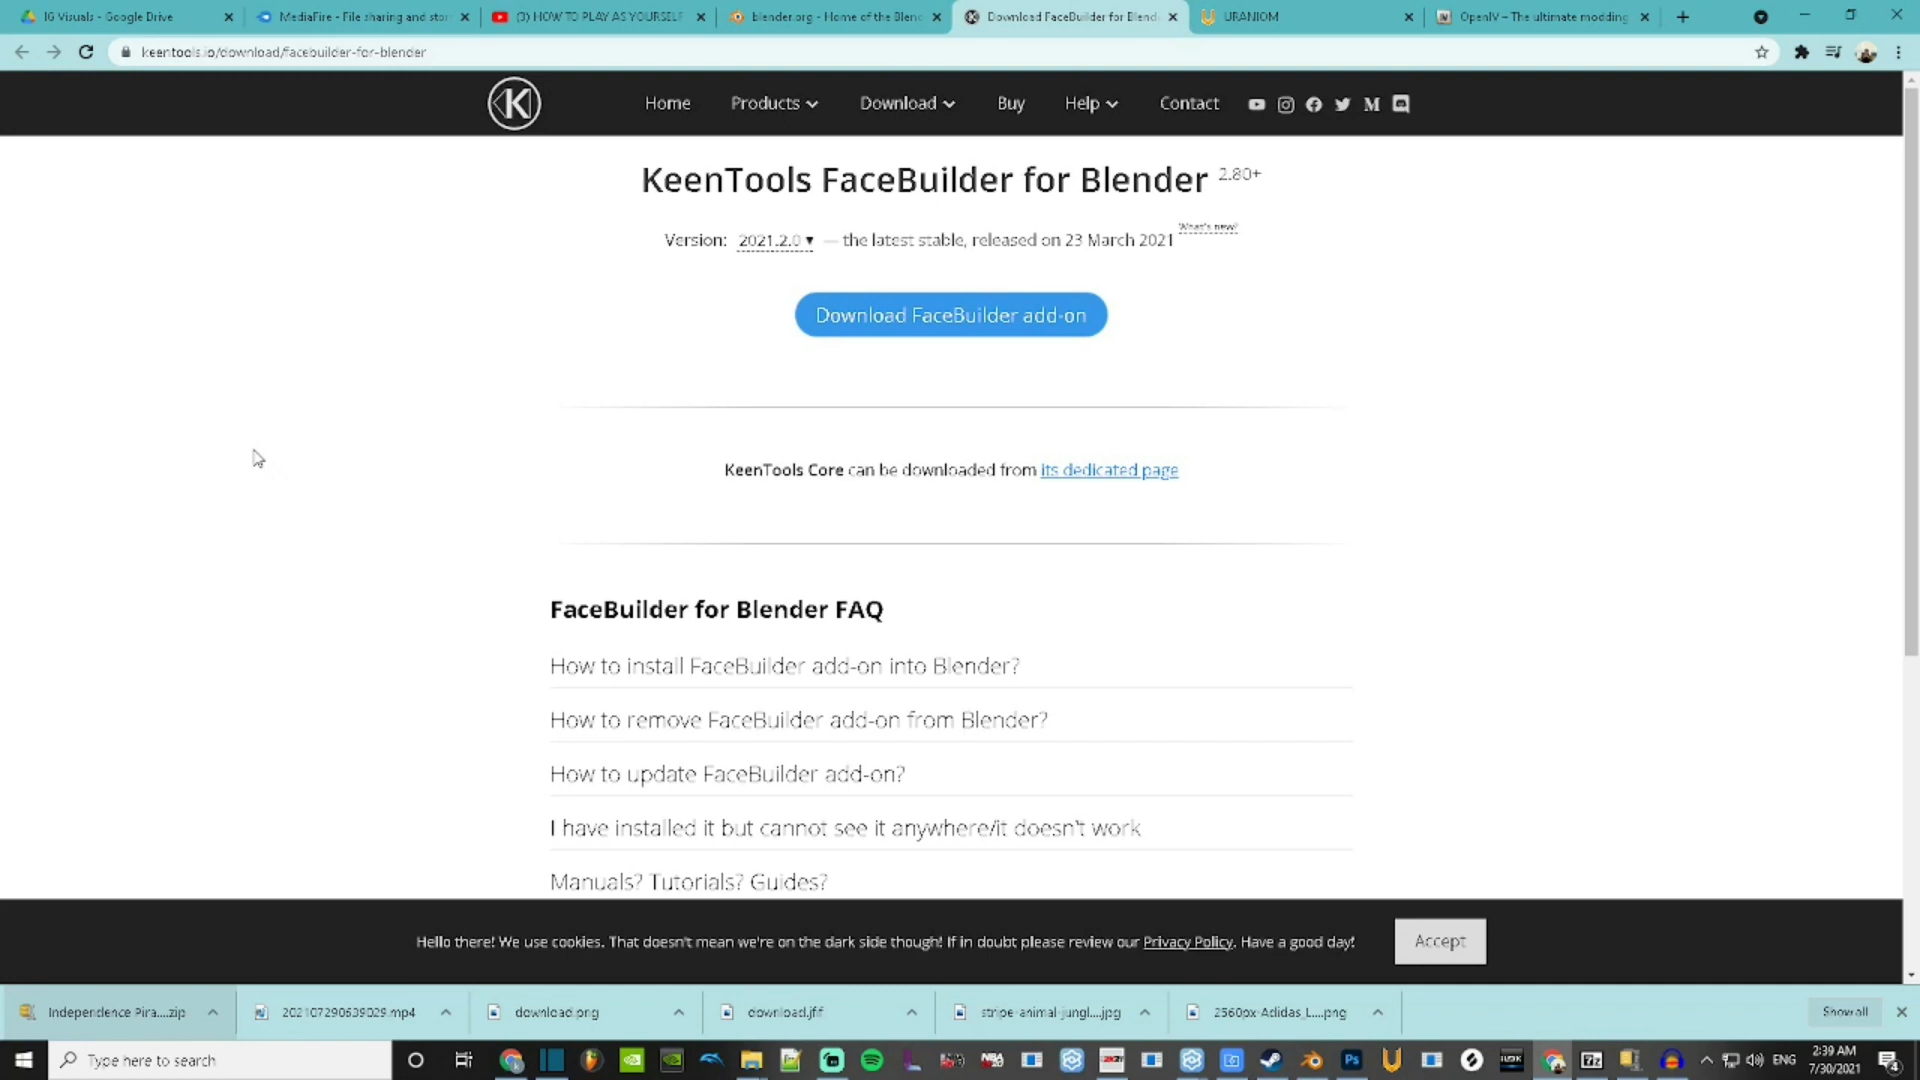 IG Visuals - Google Drive
MediaFire - File sharing and stor
(3) HOW TO PLAY AS YOURSELF
blender.org - Home of the Blend
Download FaceBuilder for Blend
URANIOM
OpenIV – The ultimate modding
keentools.io/download/facebuilder-for-blender
Home
Products
Download
Buy
Help
Contact
KeenTools FaceBuilder for Blender 2.80+
Version: 2021.2.0 — the latest stable, released on 23 March 2021 What's new?
Download FaceBuilder add-on
KeenTools Core can be downloaded from its dedicated page
FaceBuilder for Blender FAQ
How to install FaceBuilder add-on into Blender?
How to remove FaceBuilder add-on from Blender?
How to update FaceBuilder add-on?
I have installed it but cannot see it anywhere/it doesn't work
Manuals? Tutorials? Guides?
Hello there! We use cookies. That doesn't mean we're on the dark side though! If in doubt please review our Privacy Policy. Have a good day!
Accept
Independence Pira....zip
202107290639029.mp4
download.png
download.jfif
stripe-animal-jungl....jpg
2560px-Adidas_L....png
Show all
Type here to search
ENG
2:39 AM
7/30/2021
4